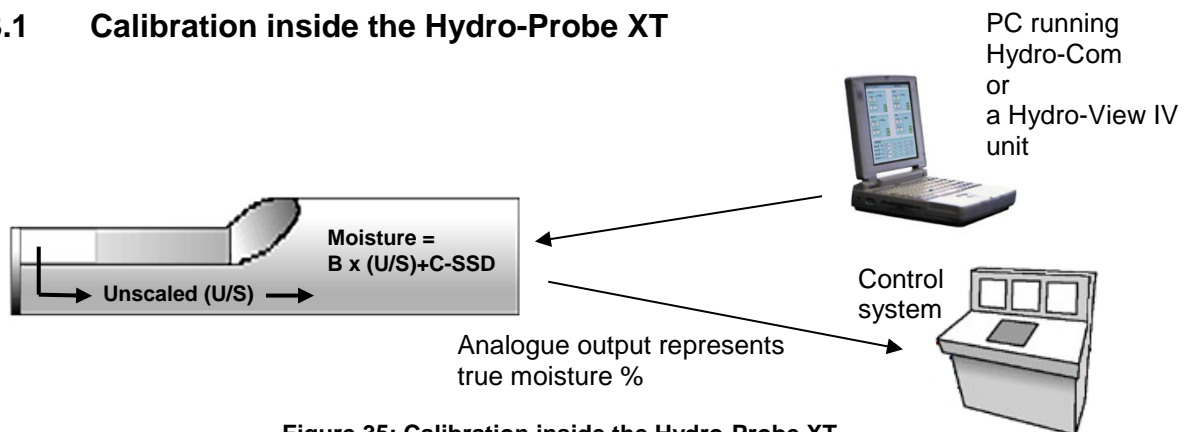 .1 Calibration inside the Hydro-Probe XT
PC running
Hydro-Com
or
a Hydro-View IV
unit
Moisture =
B x (U/S)+C-SSD
Unscaled (U/S)
Control
system
Analogue output represents
true moisture %
Figure 35: Calibration inside the Hydro-Probe XT